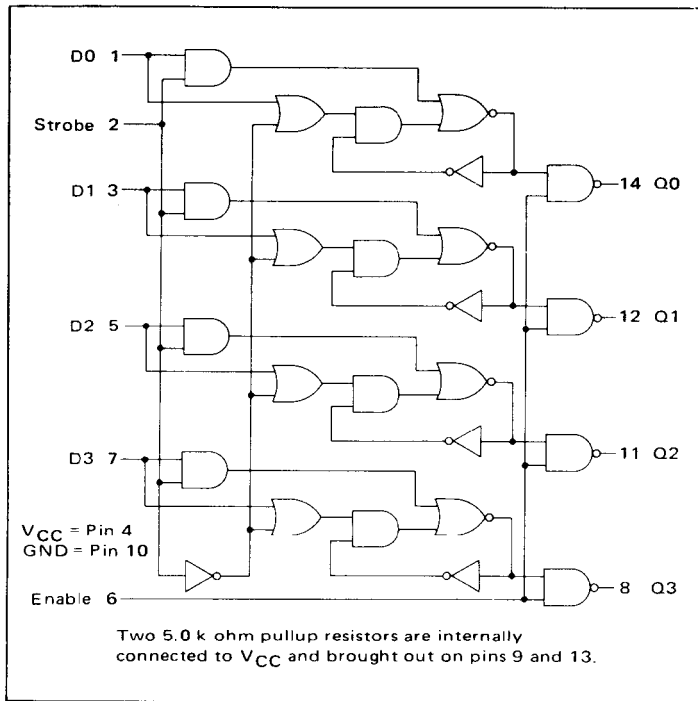 D0 1
Strobe 2
14 Q0
D1 3
12 Q1
D2 5
11 Q2
D3 7
VCC = Pin 4
GND = Pin 10
8 Q3
Enable 6
Two 5.0 k ohm pullup resistors are internally
connected to VCC and brought out on pins 9 and 13.